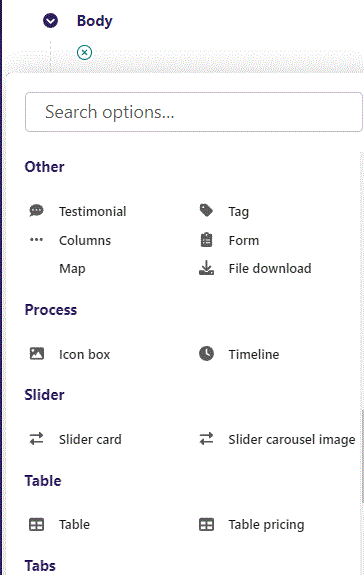 Body
Search options...
Other
Testimonial Tag
Columns Form
Map File download
Process
Icon box Timeline
Slider
Slider card Slider carousel image
Table
Table Table pricing
Tabs